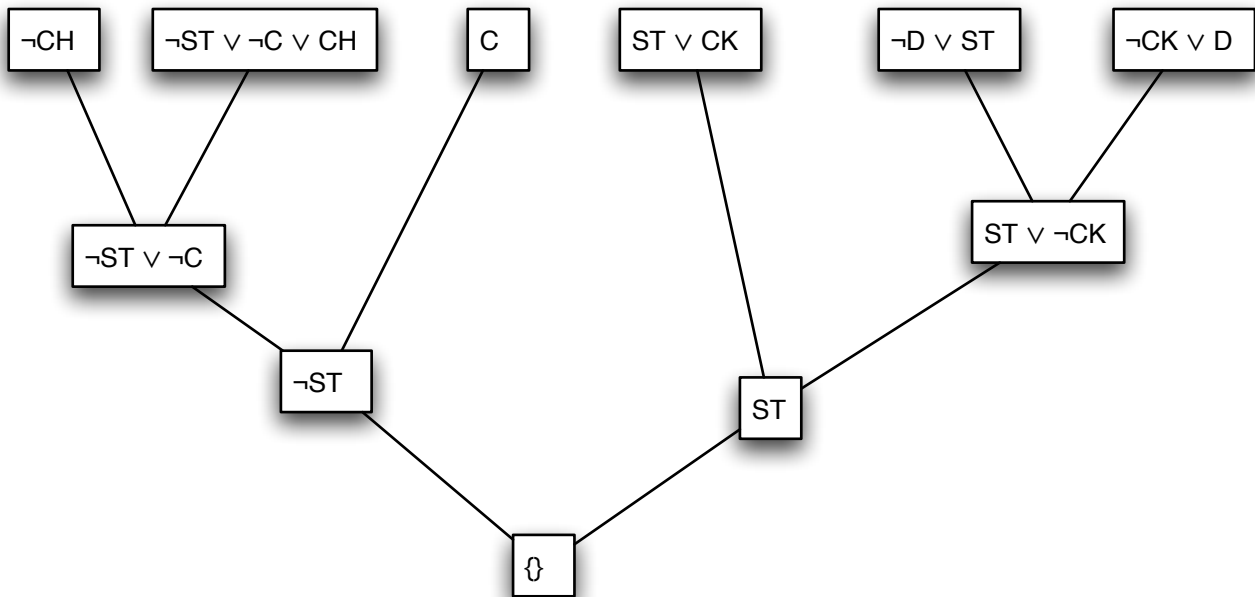 ¬CH
¬ST ∨ ¬C ∨ CH
C
ST ∨ CK
¬D ∨ ST
¬CK ∨ D
¬ST ∨ ¬C
ST ∨ ¬CK
¬ST
ST
{}